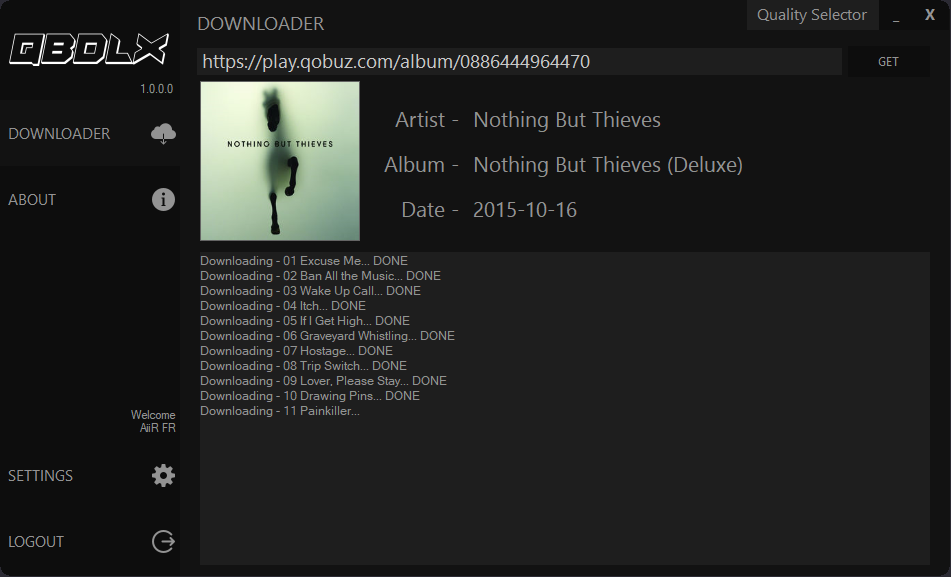 QBDLX
1.0.0.0
DOWNLOADER
ABOUT
Welcome
AiiR FR
SETTINGS
LOGOUT
DOWNLOADER
Quality Selector
_
X
https://play.qobuz.com/album/0886444964470
GET
NOTHING BUT THIEVES
Artist - Nothing But Thieves
Album - Nothing But Thieves (Deluxe)
Date - 2015-10-16
Downloading - 01 Excuse Me... DONE
Downloading - 02 Ban All the Music... DONE
Downloading - 03 Wake Up Call... DONE
Downloading - 04 Itch... DONE
Downloading - 05 If I Get High... DONE
Downloading - 06 Graveyard Whistling... DONE
Downloading - 07 Hostage... DONE
Downloading - 08 Trip Switch... DONE
Downloading - 09 Lover, Please Stay... DONE
Downloading - 10 Drawing Pins... DONE
Downloading - 11 Painkiller...